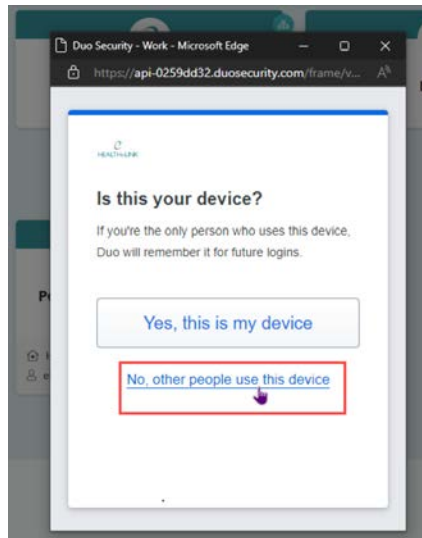 Duo Security - Work - Microsoft Edge
https://api-0259dd32.duosecurity.com/frame/v...
HEALTHeLINK
Is this your device?
If you're the only person who uses this device,
Duo will remember it for future logins.
Yes, this is my device
No, other people use this device